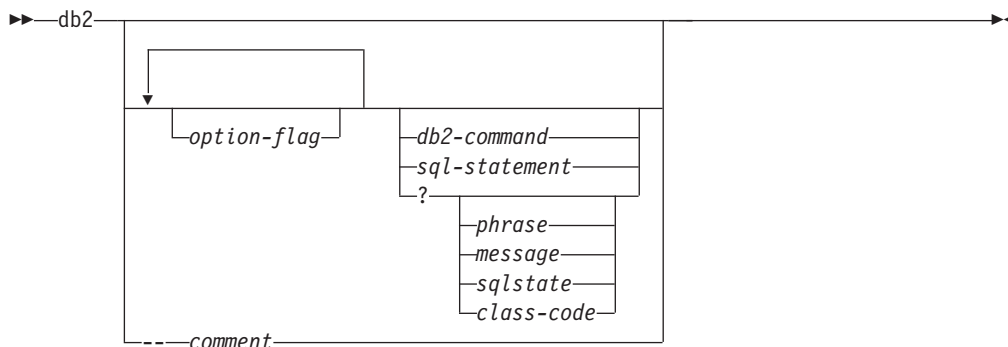 db2
option-flag
db2-command
sql-statement
?
phrase
message
sqlstate
class-code
-- comment